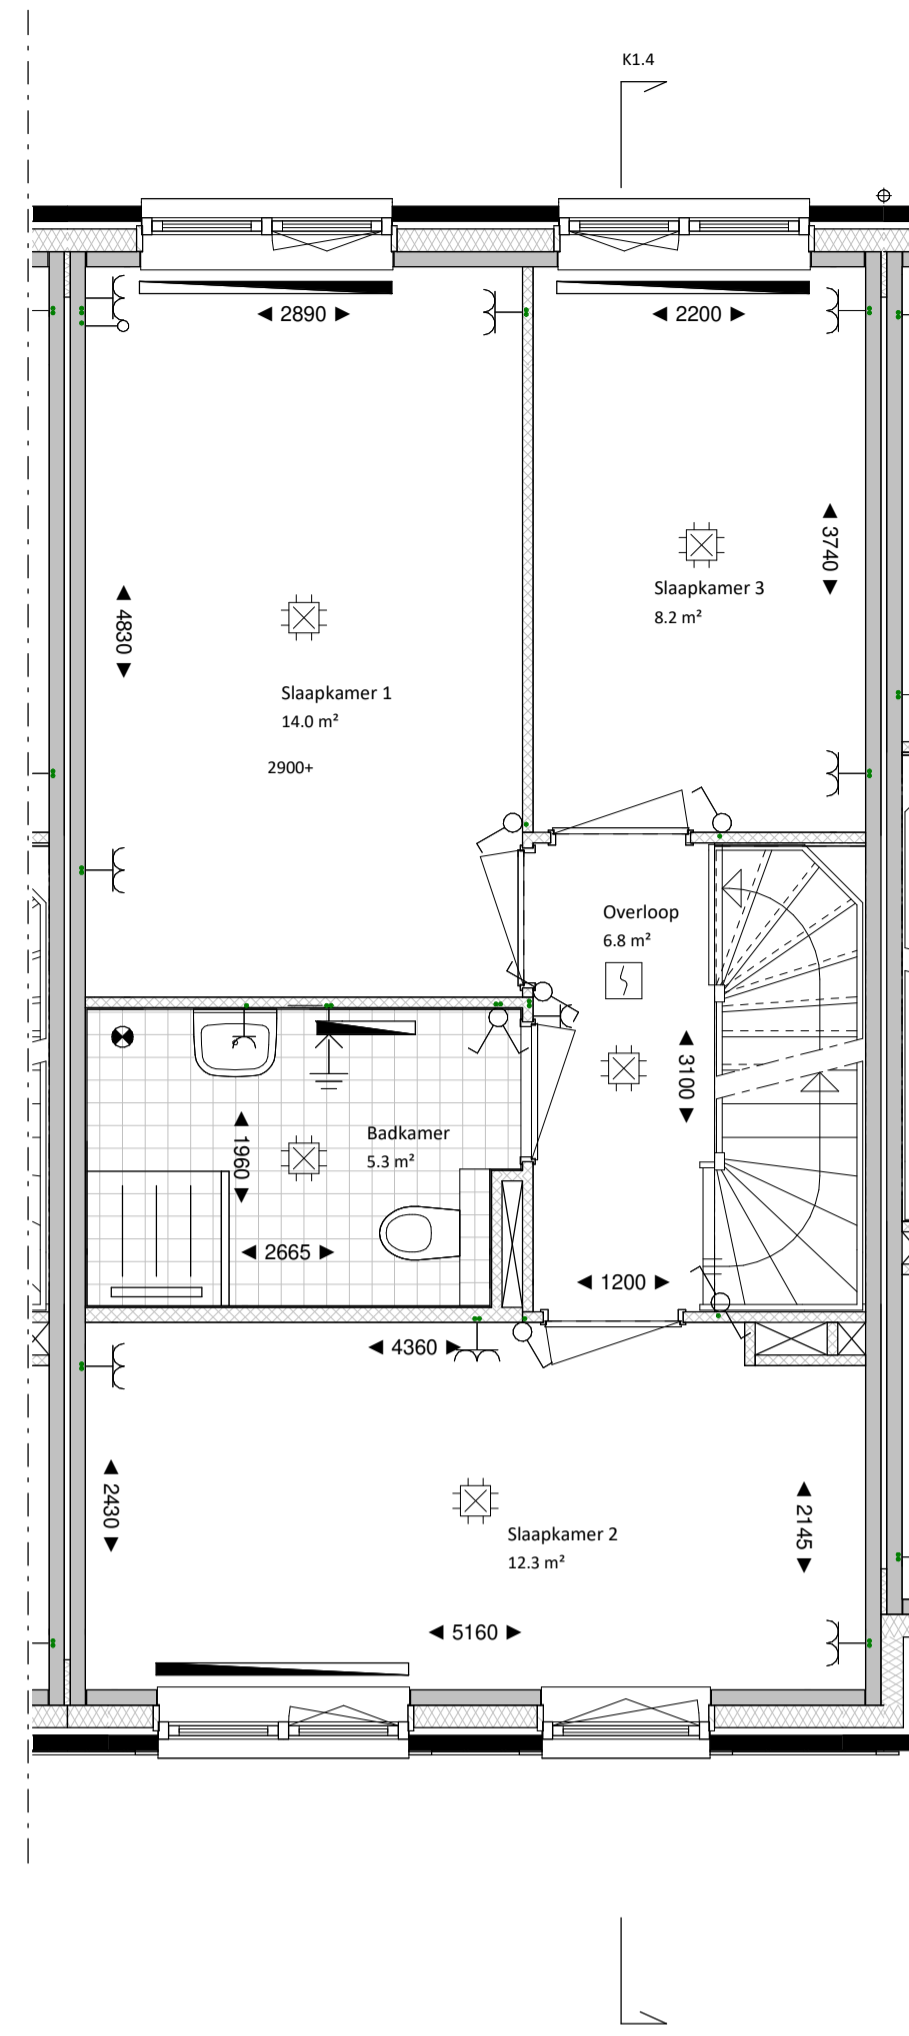 K1.4
◄ 2890 ►
◄ 2200 ►
◄ 3740 ►
Slaapkamer 3
8.2 m²
◄ 4830 ►
Slaapkamer 1
14.0 m²
2900+
Overloop
6.8 m²
◄ 3100 ►
Badkamer
5.3 m²
◄ 1960 ►
◄ 2665 ►
◄ 1200 ►
◄ 4360 ►
◄ 2430 ►
◄ 2145 ►
Slaapkamer 2
12.3 m²
◄ 5160 ►